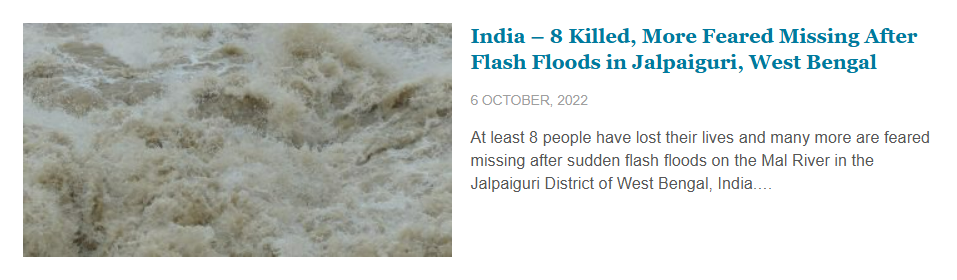 India – 8 Killed, More Feared Missing After
Flash Floods in Jalpaiguri, West Bengal
6 OCTOBER, 2022
At least 8 people have lost their lives and many more are feared
missing after sudden flash floods on the Mal River in the
Jalpaiguri District of West Bengal, India….